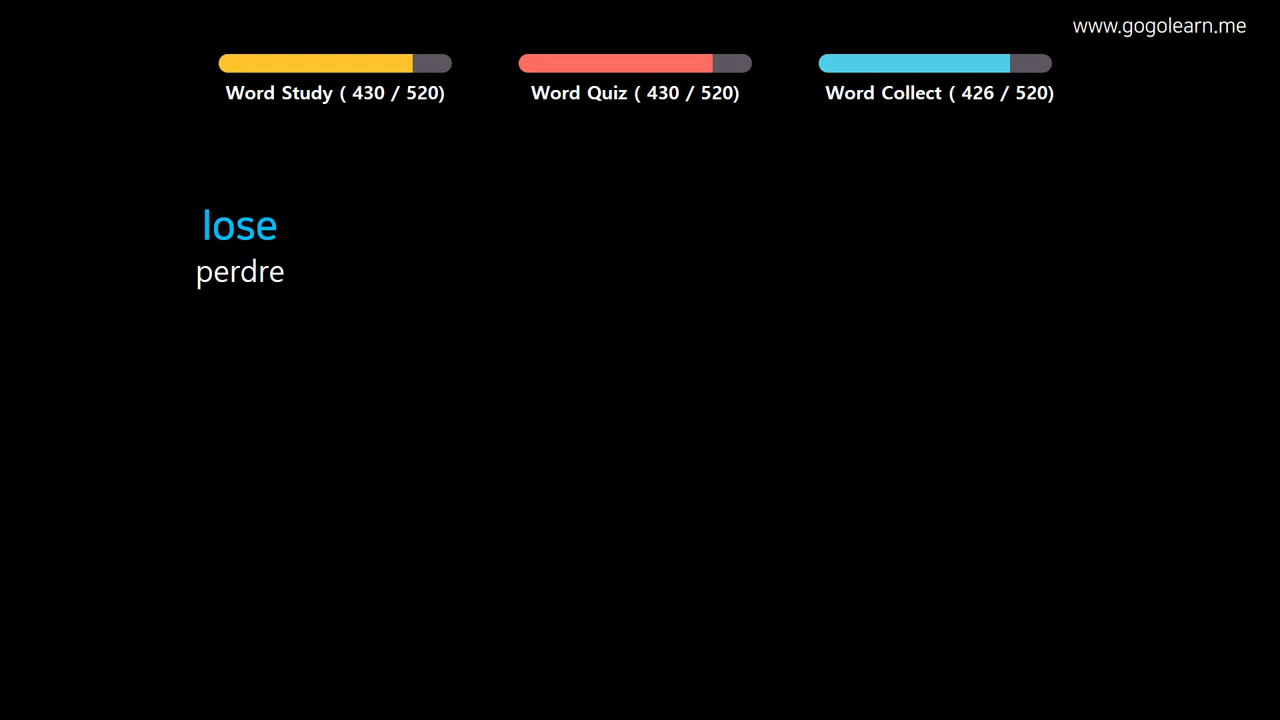 www.gogolearn.me
Word Study ( 430 / 520)
Word Quiz ( 430 / 520)
Word Collect ( 426 / 520)
lose
perdre